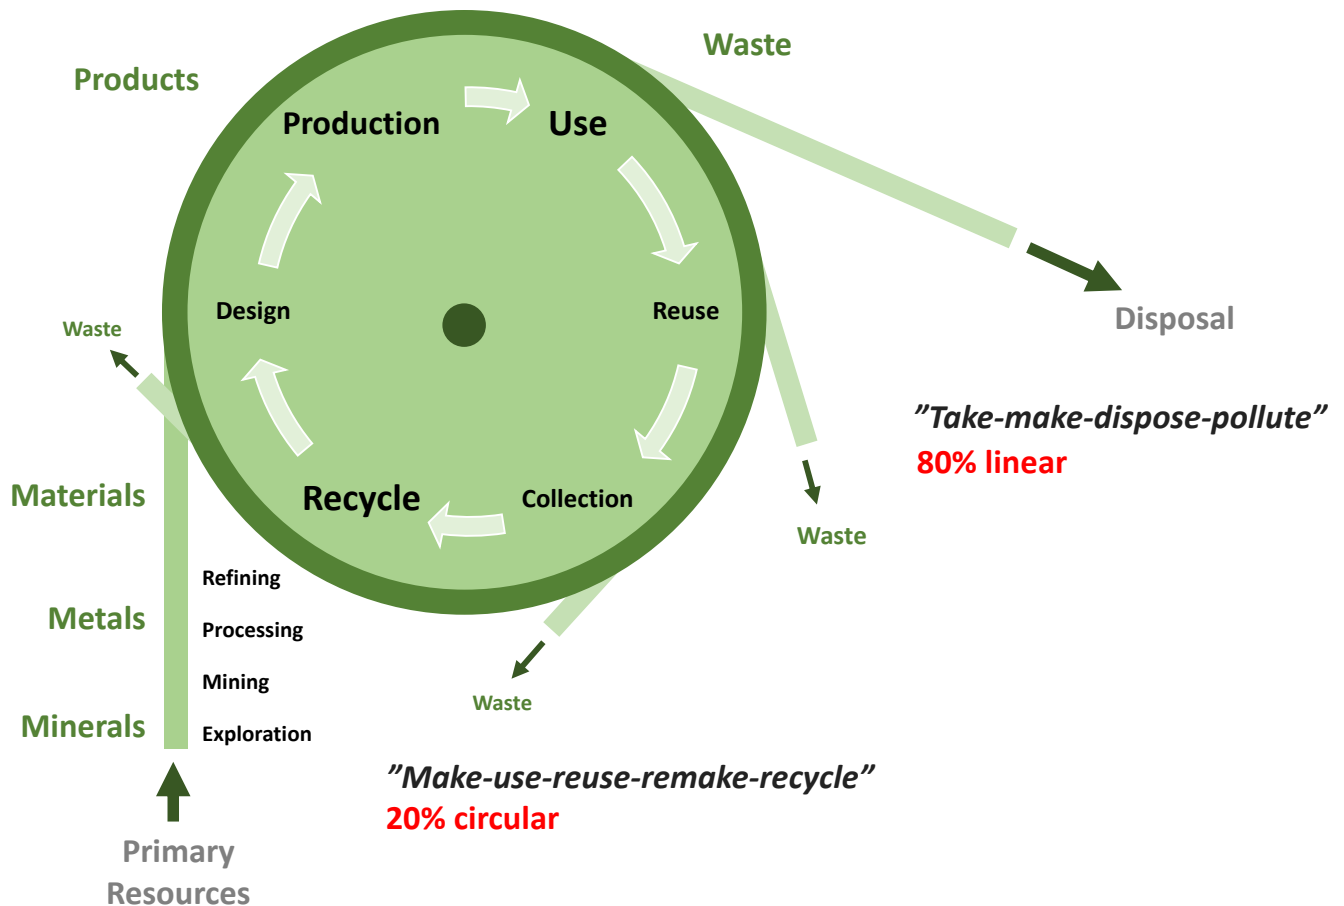 Waste
Products
Production
Use
Design
Reuse
Waste
Disposal
”Take-make-dispose-pollute”
80% linear
Materials
Recycle
Collection
Waste
Refining
Metals
Processing
Mining
Waste
Minerals
Exploration
”Make-use-reuse-remake-recycle”
20% circular
Primary
Resources